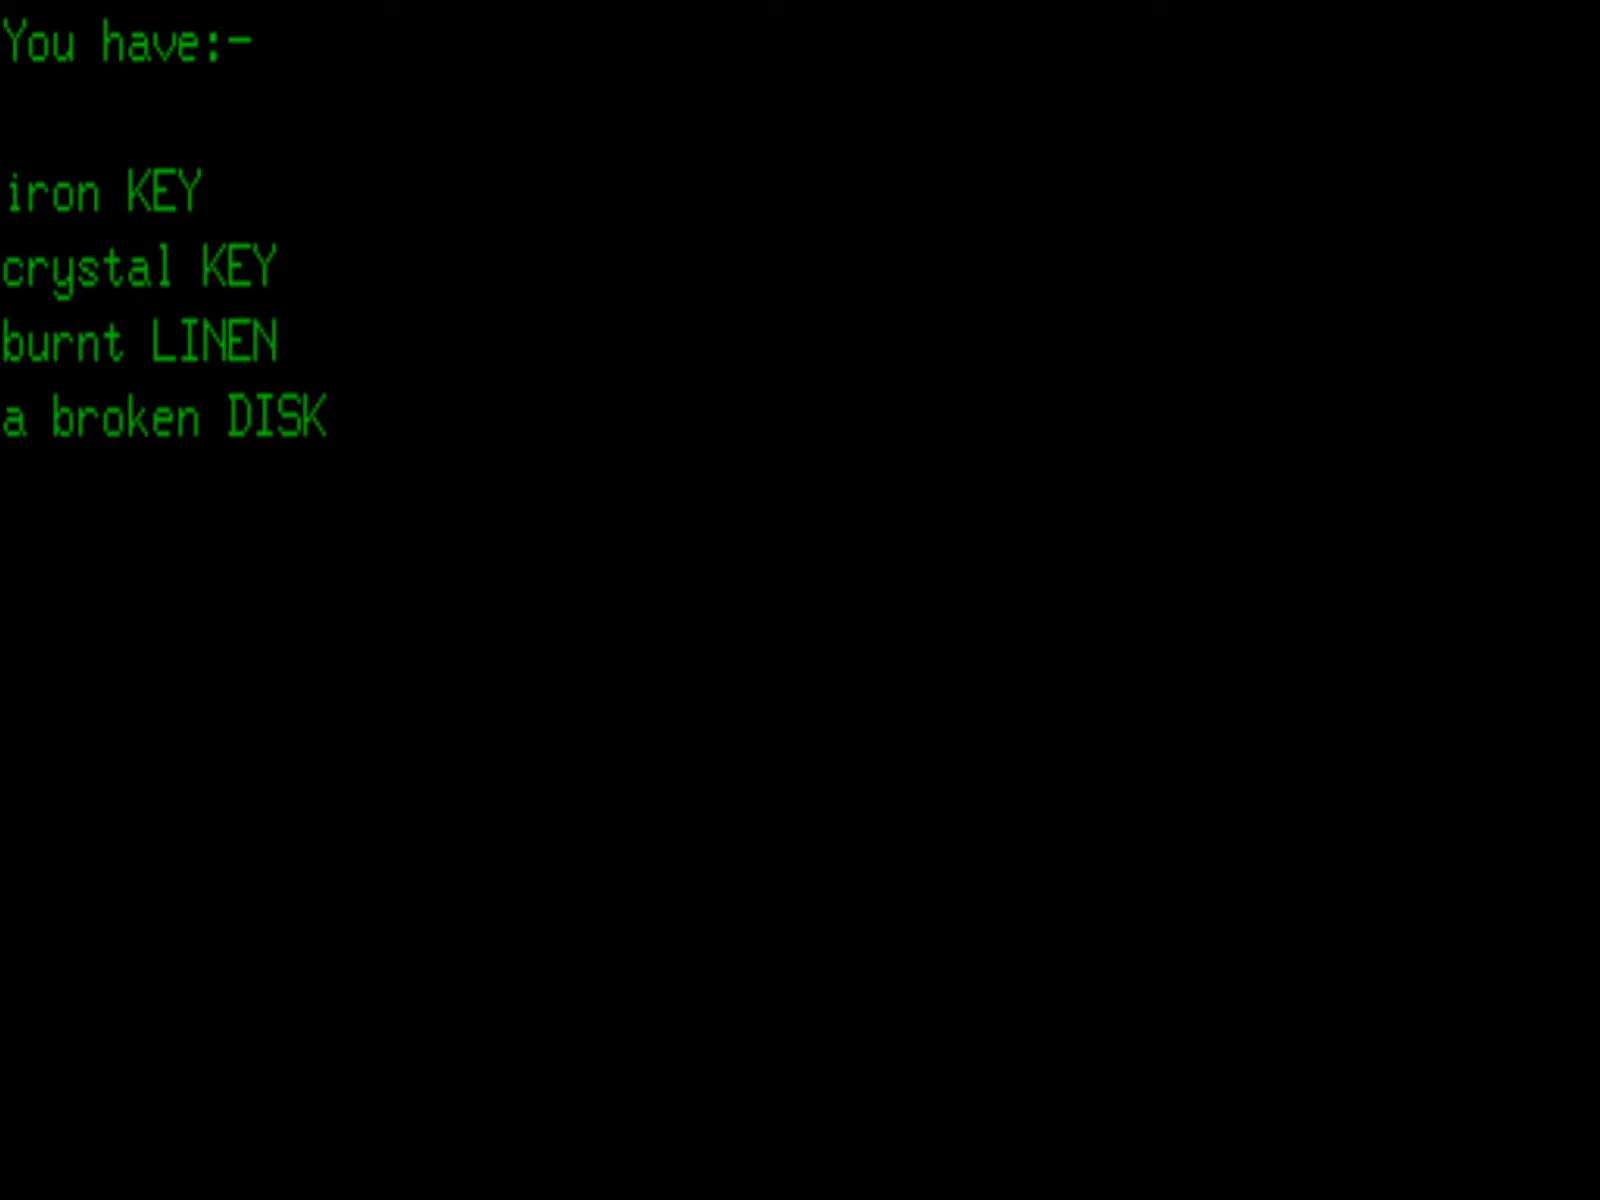 You have:-
iron KEY
crystal KEY
burnt LINEN
a broken DISK